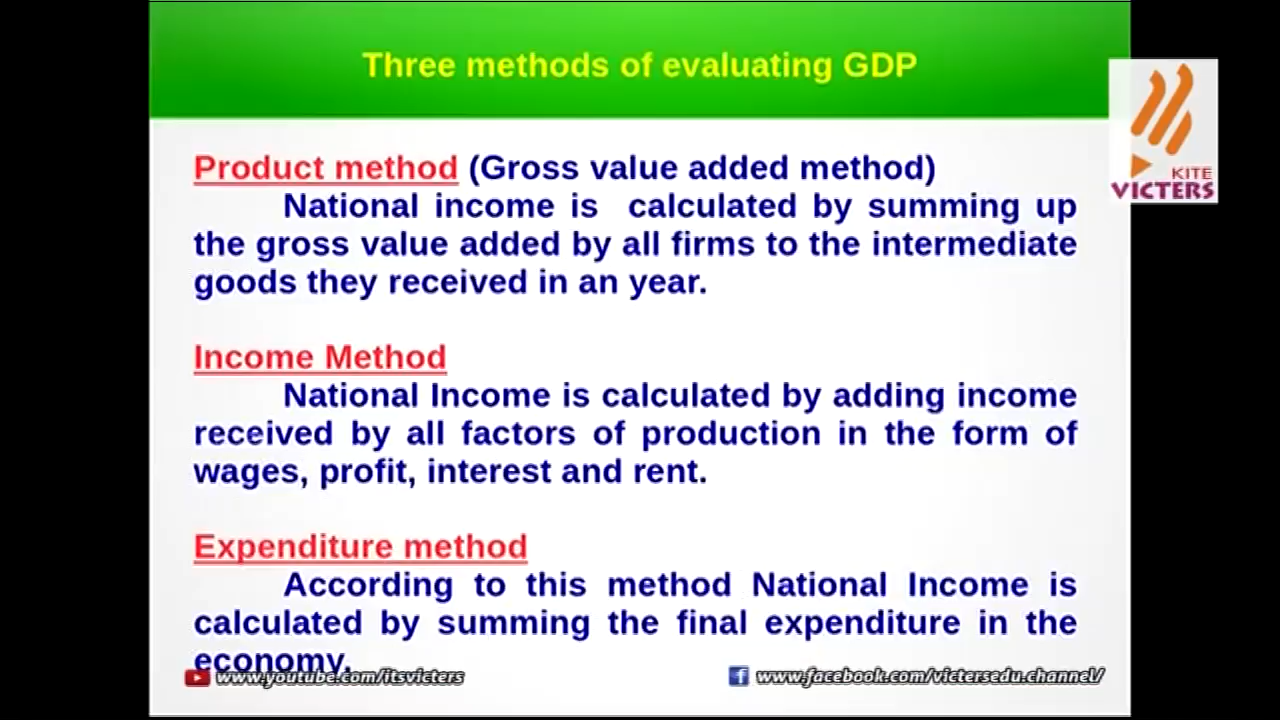 Three methods of evaluating GDP
KITE
VICTERS
Product method (Gross value added method)
National income is calculated by summing up
the gross value added by all firms to the intermediate
goods they received in an year.
Income Method
National Income is calculated by adding income
received by all factors of production in the form of
wages, profit, interest and rent.
Expenditure method
According to this method National Income is
calculated by summing the final expenditure in the
economy.
www.youtube.com/itsvicters
www.facebook.com/victersedu.channel/